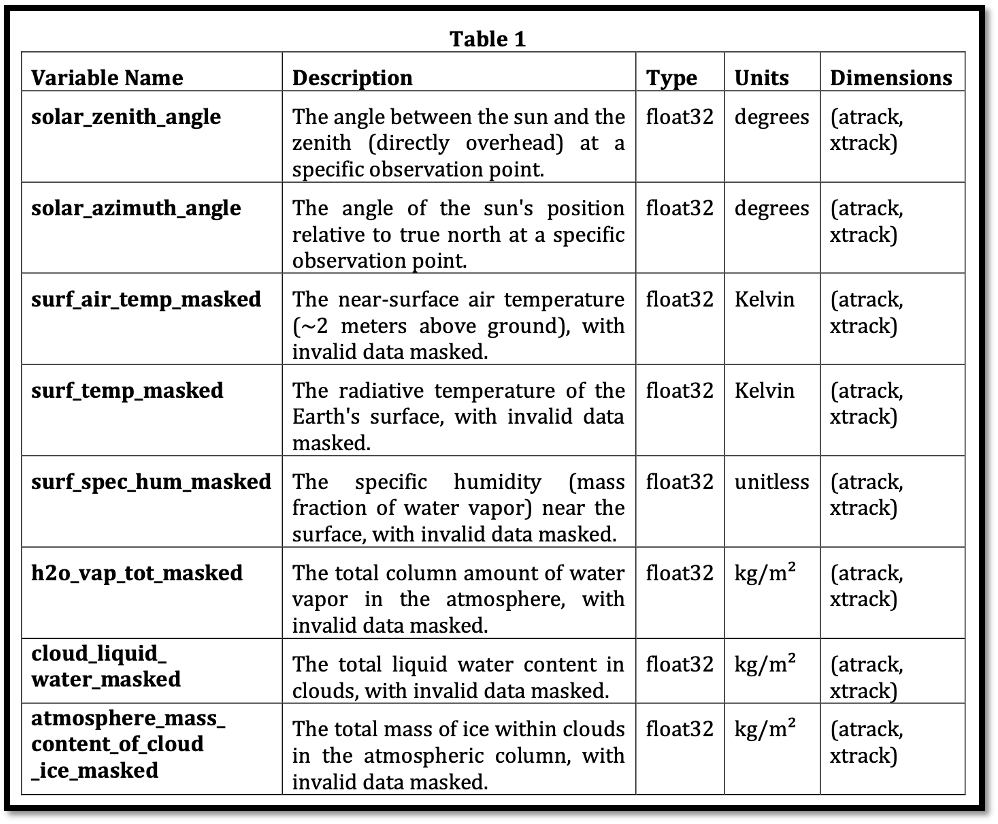 Table 1
Variable Name Description Type Units Dimensions
solar_zenith_angle The angle between the sun and the float32 degrees (atrack,
zenith (directly overhead) at a xtrack)
specific observation point.
solar_azimuth_angle The angle of the sun's position float32 degrees (atrack,
relative to true north at a specific xtrack)
observation point.
surf_air_temp_masked The near-surface air temperature float32 Kelvin (atrack,
(~2 meters above ground), with xtrack)
invalid data masked.
surf_temp_masked The radiative temperature of the float32 Kelvin (atrack,
Earth's surface, with invalid data xtrack)
masked.
surf_spec_hum_masked The specific humidity (mass float32 unitless (atrack,
fraction of water vapor) near the xtrack)
surface, with invalid data masked.
h2o_vap_tot_masked The total column amount of water float32 kg/m² (atrack,
vapor in the atmosphere, with xtrack)
invalid data masked.
cloud_liquid_ The total liquid water content in float32 kg/m² (atrack,
water_masked clouds, with invalid data masked. xtrack)
atmosphere_mass_ The total mass of ice within clouds float32 kg/m² (atrack,
content_of_cloud in the atmospheric column, with xtrack)
_ice_masked invalid data masked.